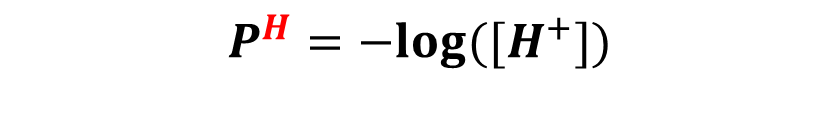 P^H = −log([H⁺])